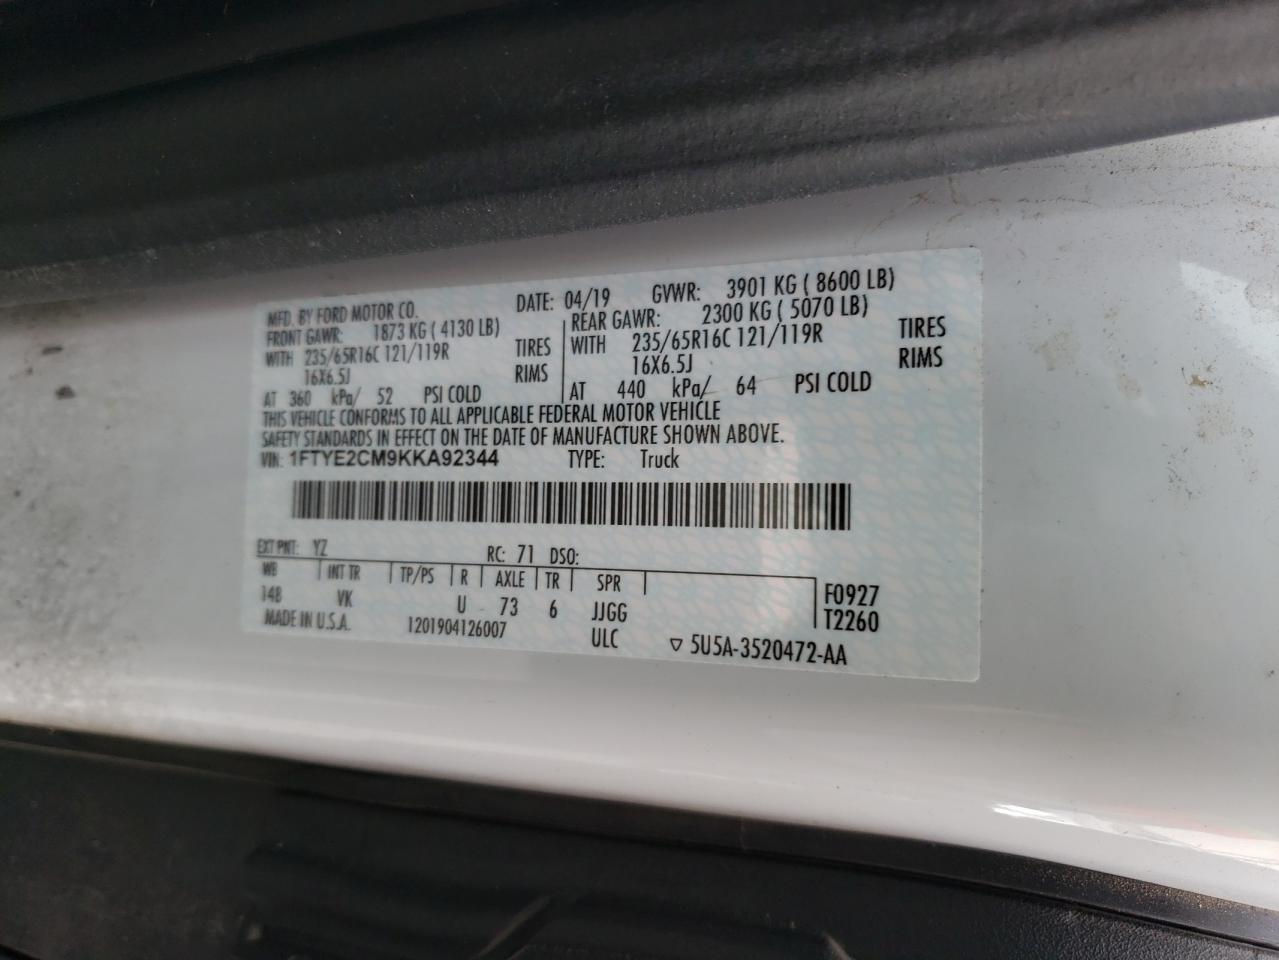 MFD. BY FORD MOTOR CO. DATE: 04/19 GVWR: 3901 KG ( 8600 LB)
FRONT GAWR: 1873 KG ( 4130 LB) REAR GAWR: 2300 KG ( 5070 LB)
WITH 235/65R16C 121/119R TIRES WITH 235/65R16C 121/119R TIRES
16X6.5J RIMS 16X6.5J RIMS
AT 360 kPa/ 52 PSI COLD AT 440 kPa/ 64 PSI COLD
THIS VEHICLE CONFORMS TO ALL APPLICABLE FEDERAL MOTOR VEHICLE
SAFETY STANDARDS IN EFFECT ON THE DATE OF MANUFACTURE SHOWN ABOVE.
VIN: 1FTYE2CM9KKA92344 TYPE: Truck
EXT PNT: YZ RC: 71 DSO:
WB INT TR TP/PS R AXLE TR SPR F0927
148 VK U 73 6 JJGG T2260
MADE IN U.S.A. 1201904126007 ULC ▽ 5U5A-3520472-AA